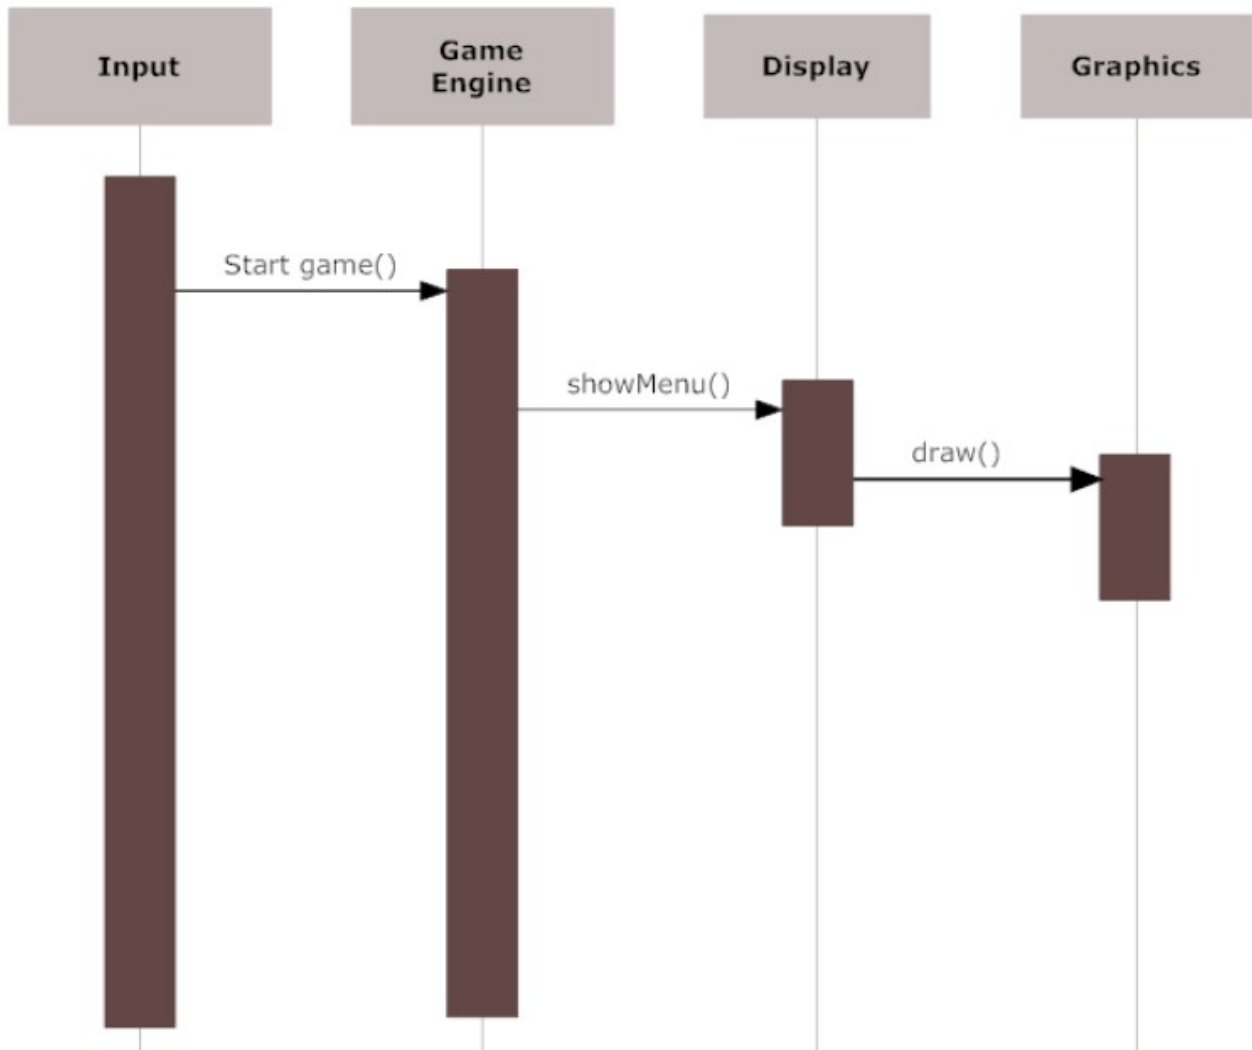 Input
Game
Engine
Display
Graphics
Start game()
showMenu()
draw()